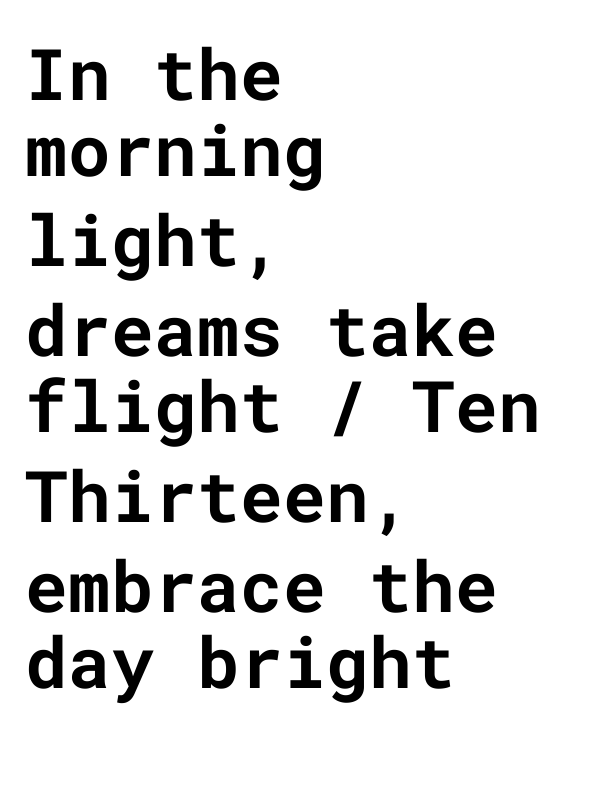 In the
morning
light,
dreams take
flight / Ten
Thirteen,
embrace the
day bright